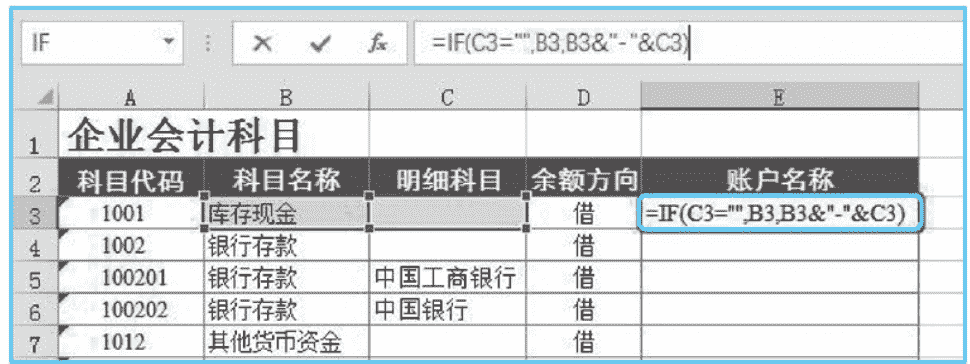 IF =IF(C3="",B3,B3&"-"&C3)
A B C D E
1 企业会计科目
2 科目代码 科目名称 明细科目 余额方向 账户名称
3 1001 库存现金 借 =IF(C3="",B3,B3&"-"&C3)
4 1002 银行存款 借
5 100201 银行存款 中国工商银行 借
6 100202 银行存款 中国银行 借
7 1012 其他货币资金 借